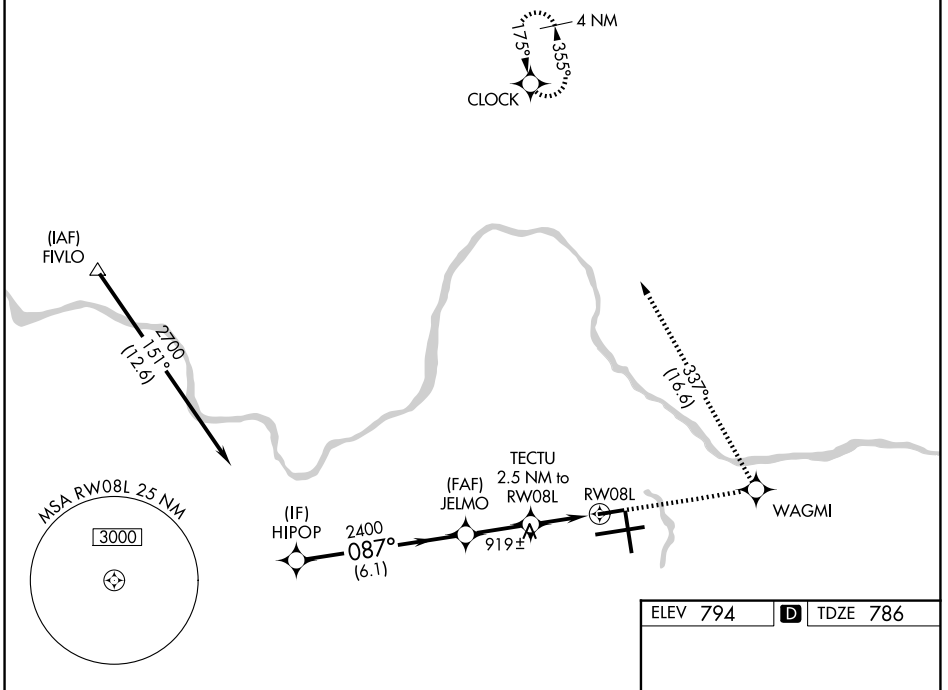 4 NM
175°
355°
CLOCK
(IAF)
FIVLO
2700
151°
(12.6)
337°
(16.6)
TECTU
2.5 NM to
RW08L
(FAF)
JELMO
RW08L
WAGMI
MSA RW08L 25 NM
3000
(IF)
HIPOP
2400
087°
(6.1)
919±
ELEV 794 D TDZE 786